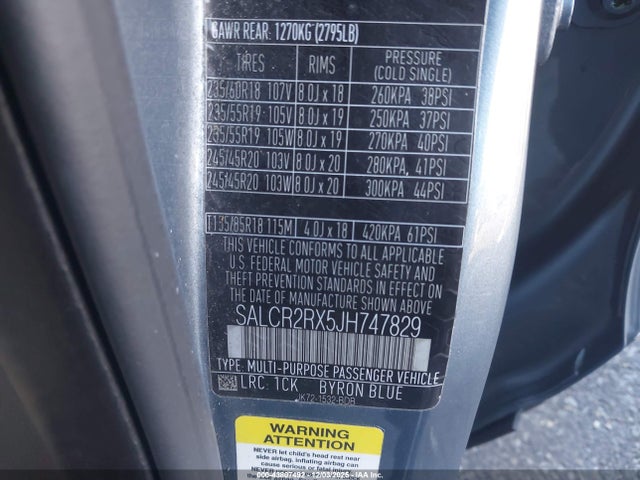 GAWR REAR. 1270KG (2795LB)
TIRES RIMS PRESSURE (COLD SINGLE)
235/60R18 107V 8.0J x 18 260KPA 38PSI
235/55R19 105V 8.0J x 19 250KPA 37PSI
235/55R19 105W 8.0J x 19 270KPA 40PSI
245/45R20 103V 8.0J x 20 280KPA, 41PSI
245/45R20 103W 8.0J x 20 300KPA 44PSI
T135/85R18 115M 4.0J x 18 420KPA 61PSI
THIS VEHICLE CONFORMS TO ALL APPLICABLE
U.S FEDERAL MOTOR VEHICLE SAFETY AND
THEFT PREVENTION STANDARDS IN EFFECT ON
THE DATE OF MANUFACTURE SHOWN ABOVE
SALCR2RX5JH747829
TYPE. MULTI-PURPOSE PASSENGER VEHICLE
LRC. 1CK BYRON BLUE
JK72-1532-BDB
WARNING
ATTENTION
NEVER let child's head rest near
side airbag, inflating airbag can
cause serious or fatal